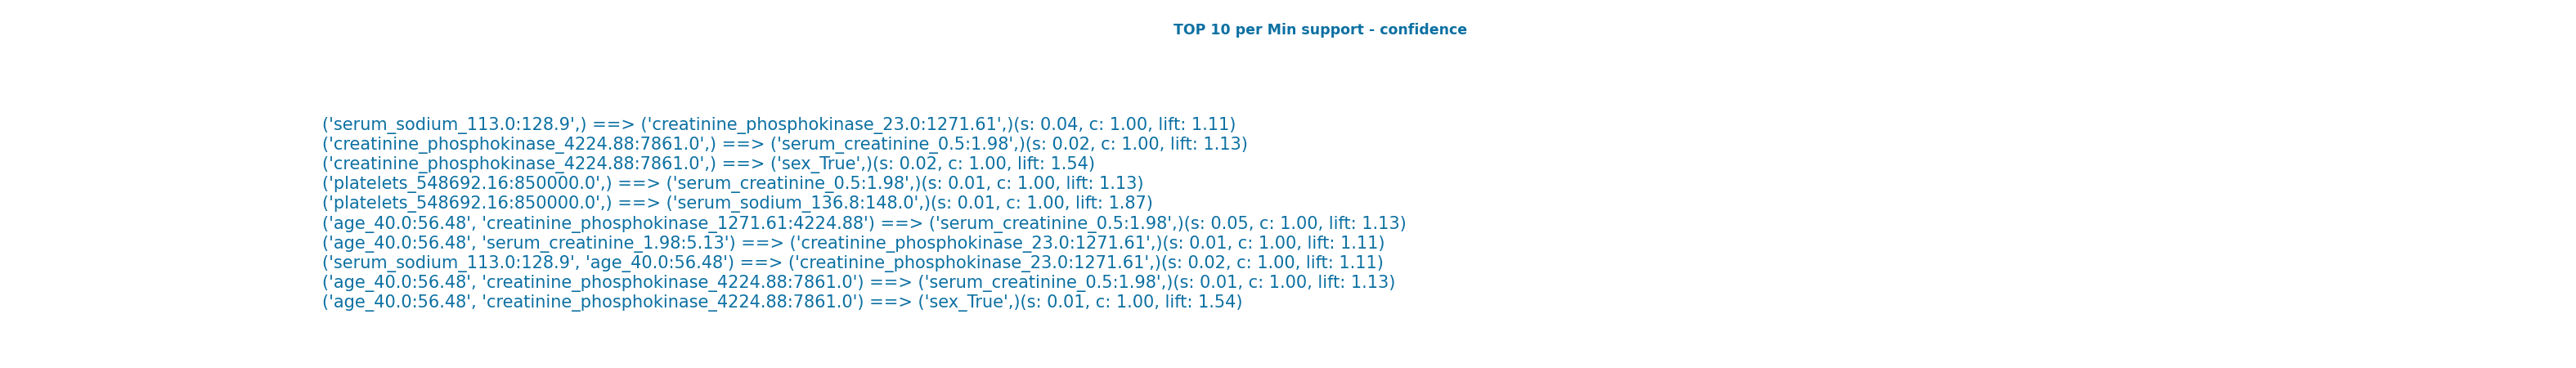 TOP 10 per Min support - confidence
('serum_sodium_113.0:128.9',) ==> ('creatinine_phosphokinase_23.0:1271.61',)(s: 0.04, c: 1.00, lift: 1.11)
('creatinine_phosphokinase_4224.88:7861.0',) ==> ('serum_creatinine_0.5:1.98',)(s: 0.02, c: 1.00, lift: 1.13)
('creatinine_phosphokinase_4224.88:7861.0',) ==> ('sex_True',)(s: 0.02, c: 1.00, lift: 1.54)
('platelets_548692.16:850000.0',) ==> ('serum_creatinine_0.5:1.98',)(s: 0.01, c: 1.00, lift: 1.13)
('platelets_548692.16:850000.0',) ==> ('serum_sodium_136.8:148.0',)(s: 0.01, c: 1.00, lift: 1.87)
('age_40.0:56.48', 'creatinine_phosphokinase_1271.61:4224.88') ==> ('serum_creatinine_0.5:1.98',)(s: 0.05, c: 1.00, lift: 1.13)
('age_40.0:56.48', 'serum_creatinine_1.98:5.13') ==> ('creatinine_phosphokinase_23.0:1271.61',)(s: 0.01, c: 1.00, lift: 1.11)
('serum_sodium_113.0:128.9', 'age_40.0:56.48') ==> ('creatinine_phosphokinase_23.0:1271.61',)(s: 0.02, c: 1.00, lift: 1.11)
('age_40.0:56.48', 'creatinine_phosphokinase_4224.88:7861.0') ==> ('serum_creatinine_0.5:1.98',)(s: 0.01, c: 1.00, lift: 1.13)
('age_40.0:56.48', 'creatinine_phosphokinase_4224.88:7861.0') ==> ('sex_True',)(s: 0.01, c: 1.00, lift: 1.54)